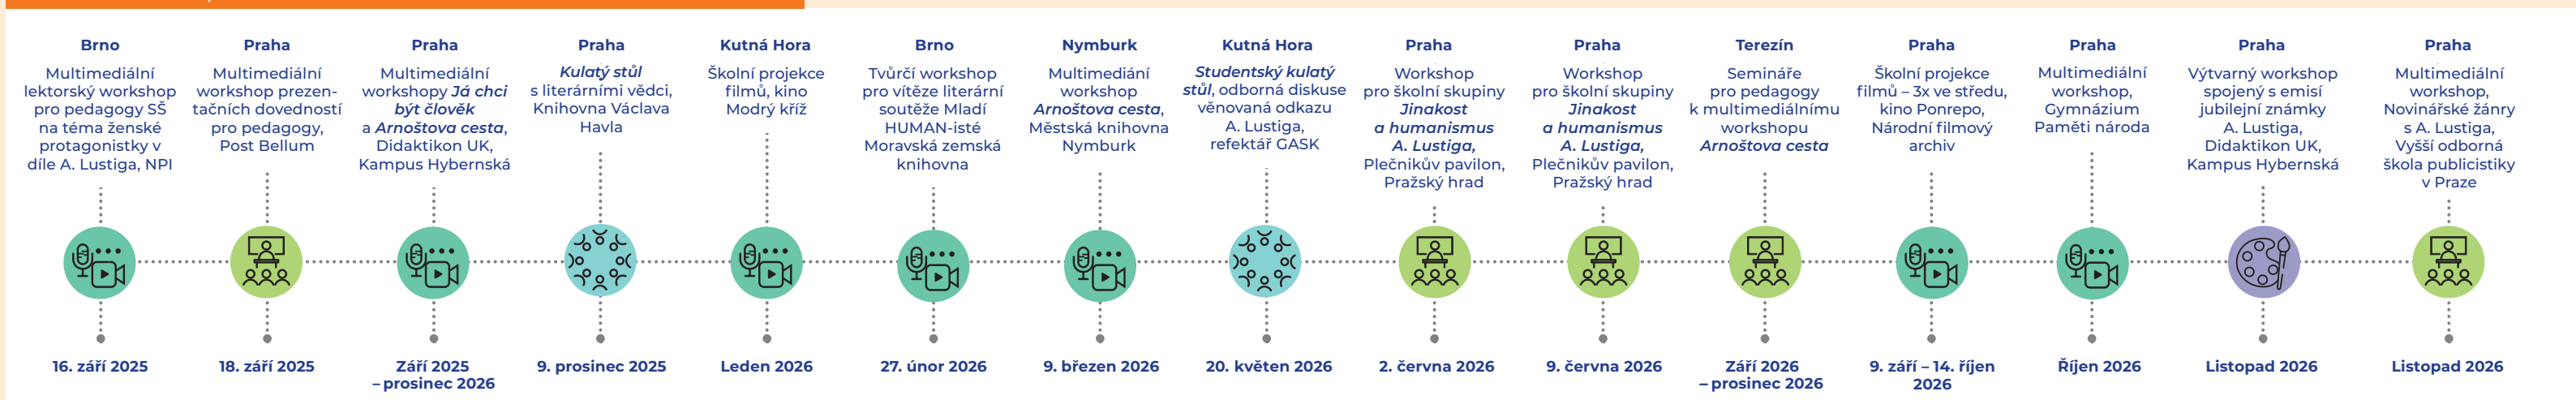 Brno
Multimediální
lektorský workshop
pro pedagogy SŠ
na téma ženské
protagonistky v
díle A. Lustiga, NPI
16. září 2025
Praha
Multimediální
workshop prezen-
tačních dovedností
pro pedagogy,
Post Bellum
18. září 2025
Praha
Multimediální
workshopy Já chci
být člověk
a Arnoštova cesta,
Didaktikon UK,
Kampus Hybernská
Září 2025
– prosinec 2026
Praha
Kulatý stůl
s literárními vědci,
Knihovna Václava
Havla
9. prosinec 2025
Kutná Hora
Školní projekce
filmů, kino
Modrý kříž
Leden 2026
Brno
Tvůrčí workshop
pro vítěze literární
soutěže Mladí
HUMAN-isté
Moravská zemská
knihovna
27. únor 2026
Nymburk
Multimediání
workshop
Arnoštova cesta,
Městská knihovna
Nymburk
9. březen 2026
Kutná Hora
Studentský kulatý
stůl, odborná diskuse
věnovaná odkazu
A. Lustiga,
refektář GASK
20. květen 2026
Praha
Workshop
pro školní skupiny
Jinakost
a humanismus
A. Lustiga,
Plečnikův pavilon,
Pražský hrad
2. června 2026
Praha
Workshop
pro školní skupiny
Jinakost
a humanismus
A. Lustiga,
Plečnikův pavilon,
Pražský hrad
9. června 2026
Terezín
Semináře
pro pedagogy
k multimediálnímu
workshopu
Arnoštova cesta
Září 2026
– prosinec 2026
Praha
Školní projekce
filmů – 3x ve středu,
kino Ponrepo,
Národní filmový
archiv
9. září – 14. říjen
2026
Praha
Multimediální
workshop,
Gymnázium
Paměti národa
Říjen 2026
Praha
Výtvarný workshop
spojený s emisí
jubilejní známky
A. Lustiga,
Didaktikon UK,
Kampus Hybernská
Listopad 2026
Praha
Multimediální
workshop,
Novinářské žánry
s A. Lustiga,
Vyšší odborná
škola publicistiky
v Praze
Listopad 2026